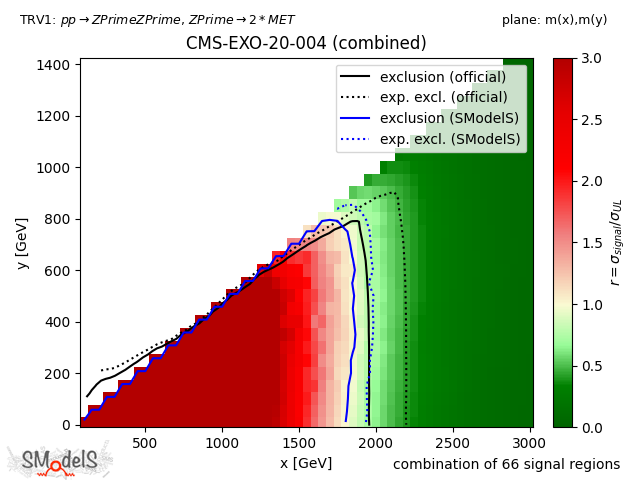 TRV1: pp → ZPrimeZPrime, ZPrime → 2 * MET
plane: m(x),m(y)
CMS-EXO-20-004 (combined)
exclusion (official)
exp. excl. (official)
exclusion (SModelS)
exp. excl. (SModelS)
1400
1200
1000
800
600
400
200
0
y [GeV]
500
1000
1500
2000
2500
3000
x [GeV]
3.0
2.5
2.0
1.5
1.0
0.5
0.0
r = σsignal/σUL
SModelS
combination of 66 signal regions